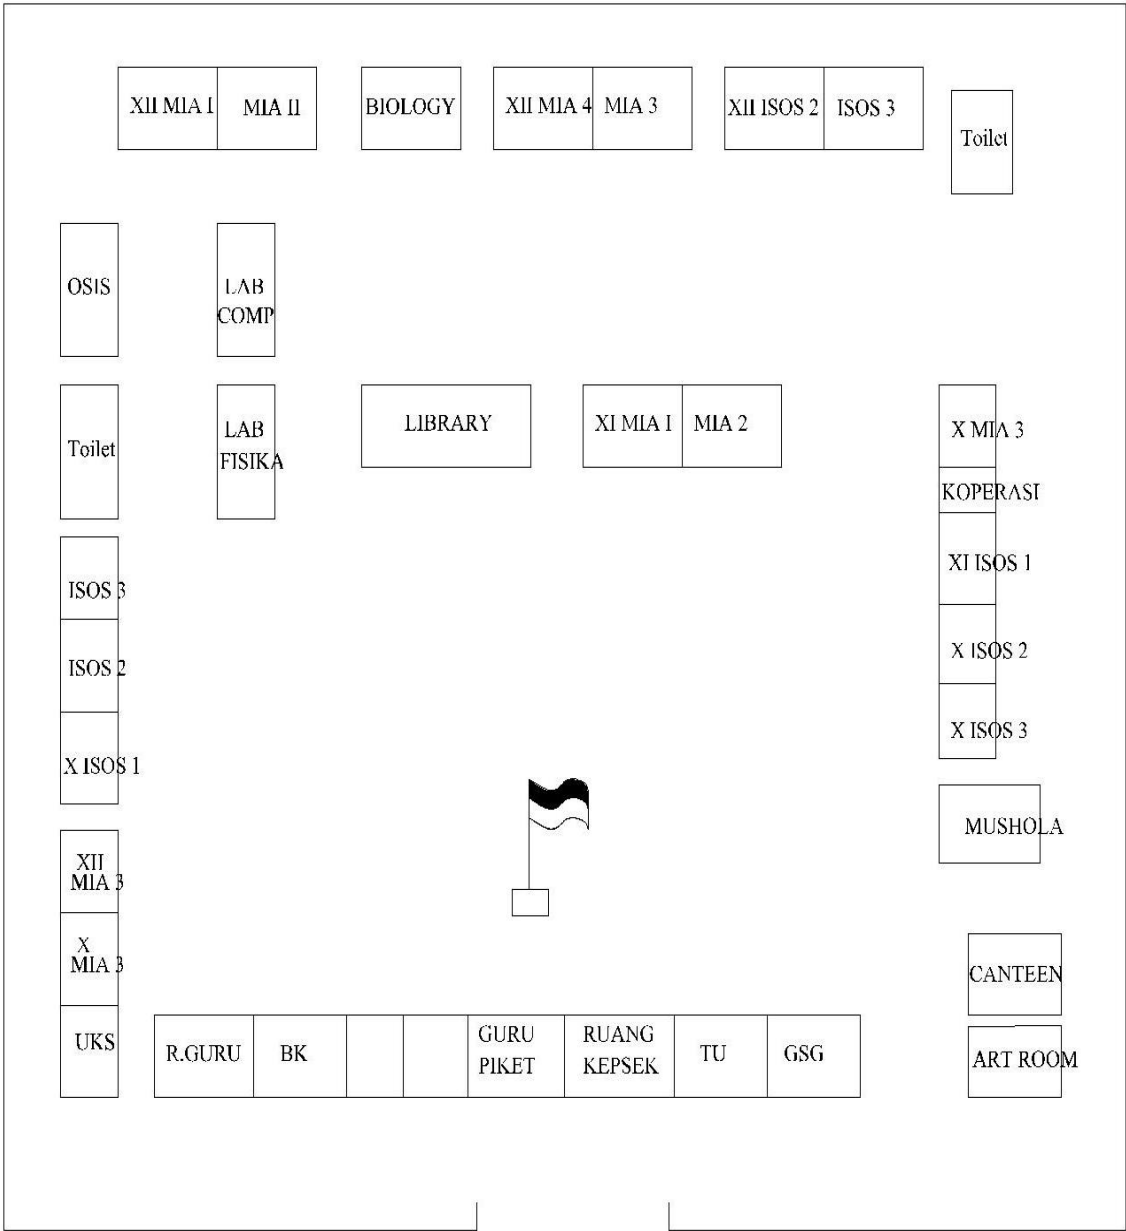 XII MIA I
MIA II
BIOLOGY
XII MIA 4
MIA 3
XII ISOS 2
ISOS 3
Toilet
OSIS
LAB
COMP
Toilet
LAB
FISIKA
LIBRARY
XI MIA I
MIA 2
X MIA 3
KOPERASI
XI ISOS 1
X ISOS 2
X ISOS 3
ISOS 3
ISOS 2
X ISOS 1
MUSHOLA
XII
MIA 3
X
MIA 3
UKS
CANTEEN
ART ROOM
R.GURU
BK
GURU
PIKET
RUANG
KEPSEK
TU
GSG